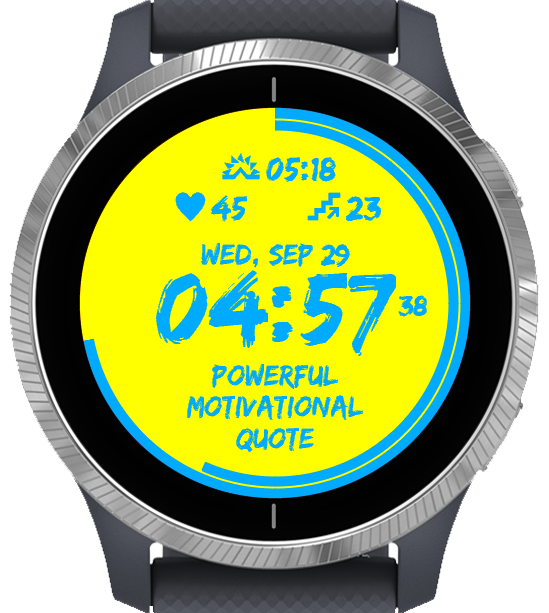 05:18
45 23
WED, SEP 29
04:57 38
POWERFUL
MOTIVATIONAL
QUOTE